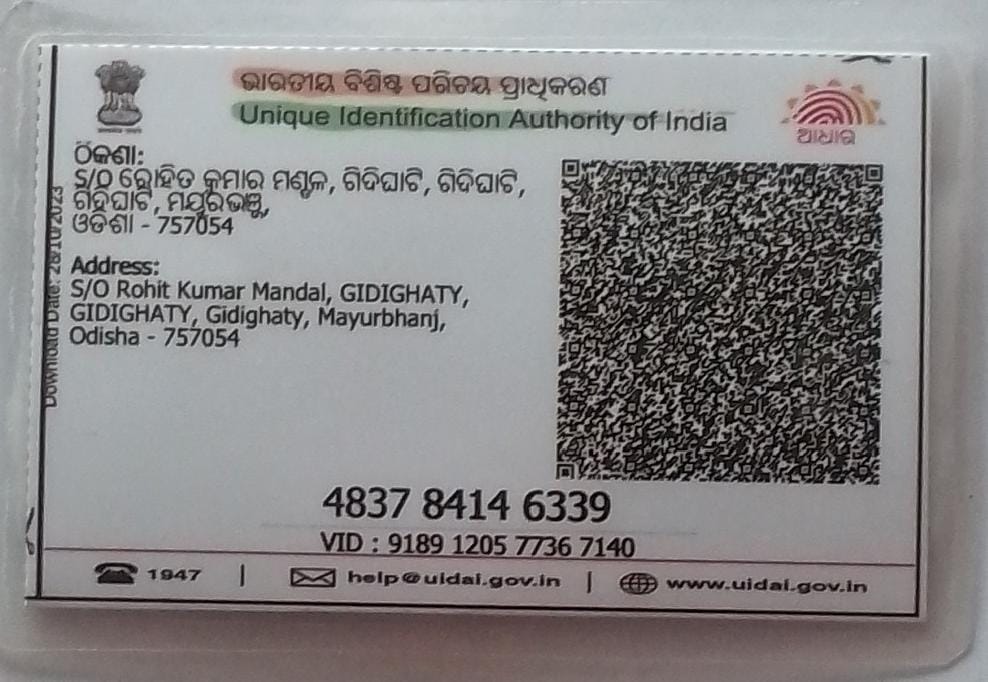 ଭାରତୀୟ ବିଶିଷ୍ଟ ପରିଚୟ ପ୍ରାଧିକରଣ
Unique Identification Authority of India
ଆଧାର
ଠିକଣା:
S/O ରୋହିତ କୁମାର ମଣ୍ଡଳ, ଗିଦିଘାଟି, ଗିଦିଘାଟି,
ଗିଦିଘାଟି, ମୟୂରଭଞ୍ଜ,
ଓଡିଶା - 757054
Address:
S/O Rohit Kumar Mandal, GIDIGHATY,
GIDIGHATY, Gidighaty, Mayurbhanj,
Odisha - 757054
Download Date: 28/10/2023
4837 8414 6339
VID : 9189 1205 7736 7140
1947 | help@uidai.gov.in | www.uidai.gov.in